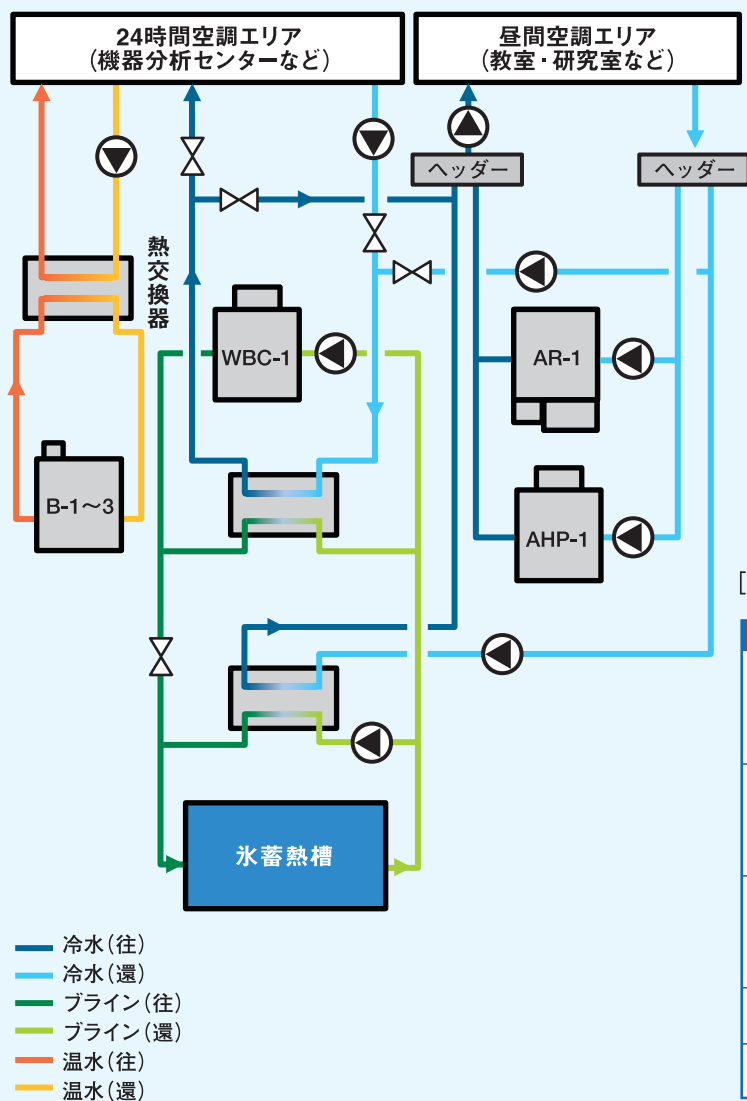 24時間空調エリア
(機器分析センターなど)
昼間空調エリア
(教室・研究室など)
ヘッダー
ヘッダー
熱交換器
WBC-1
AR-1
B-1～3
AHP-1
氷蓄熱槽
冷水(往)
冷水(還)
ブライン(往)
ブライン(還)
温水(往)
温水(還)
[